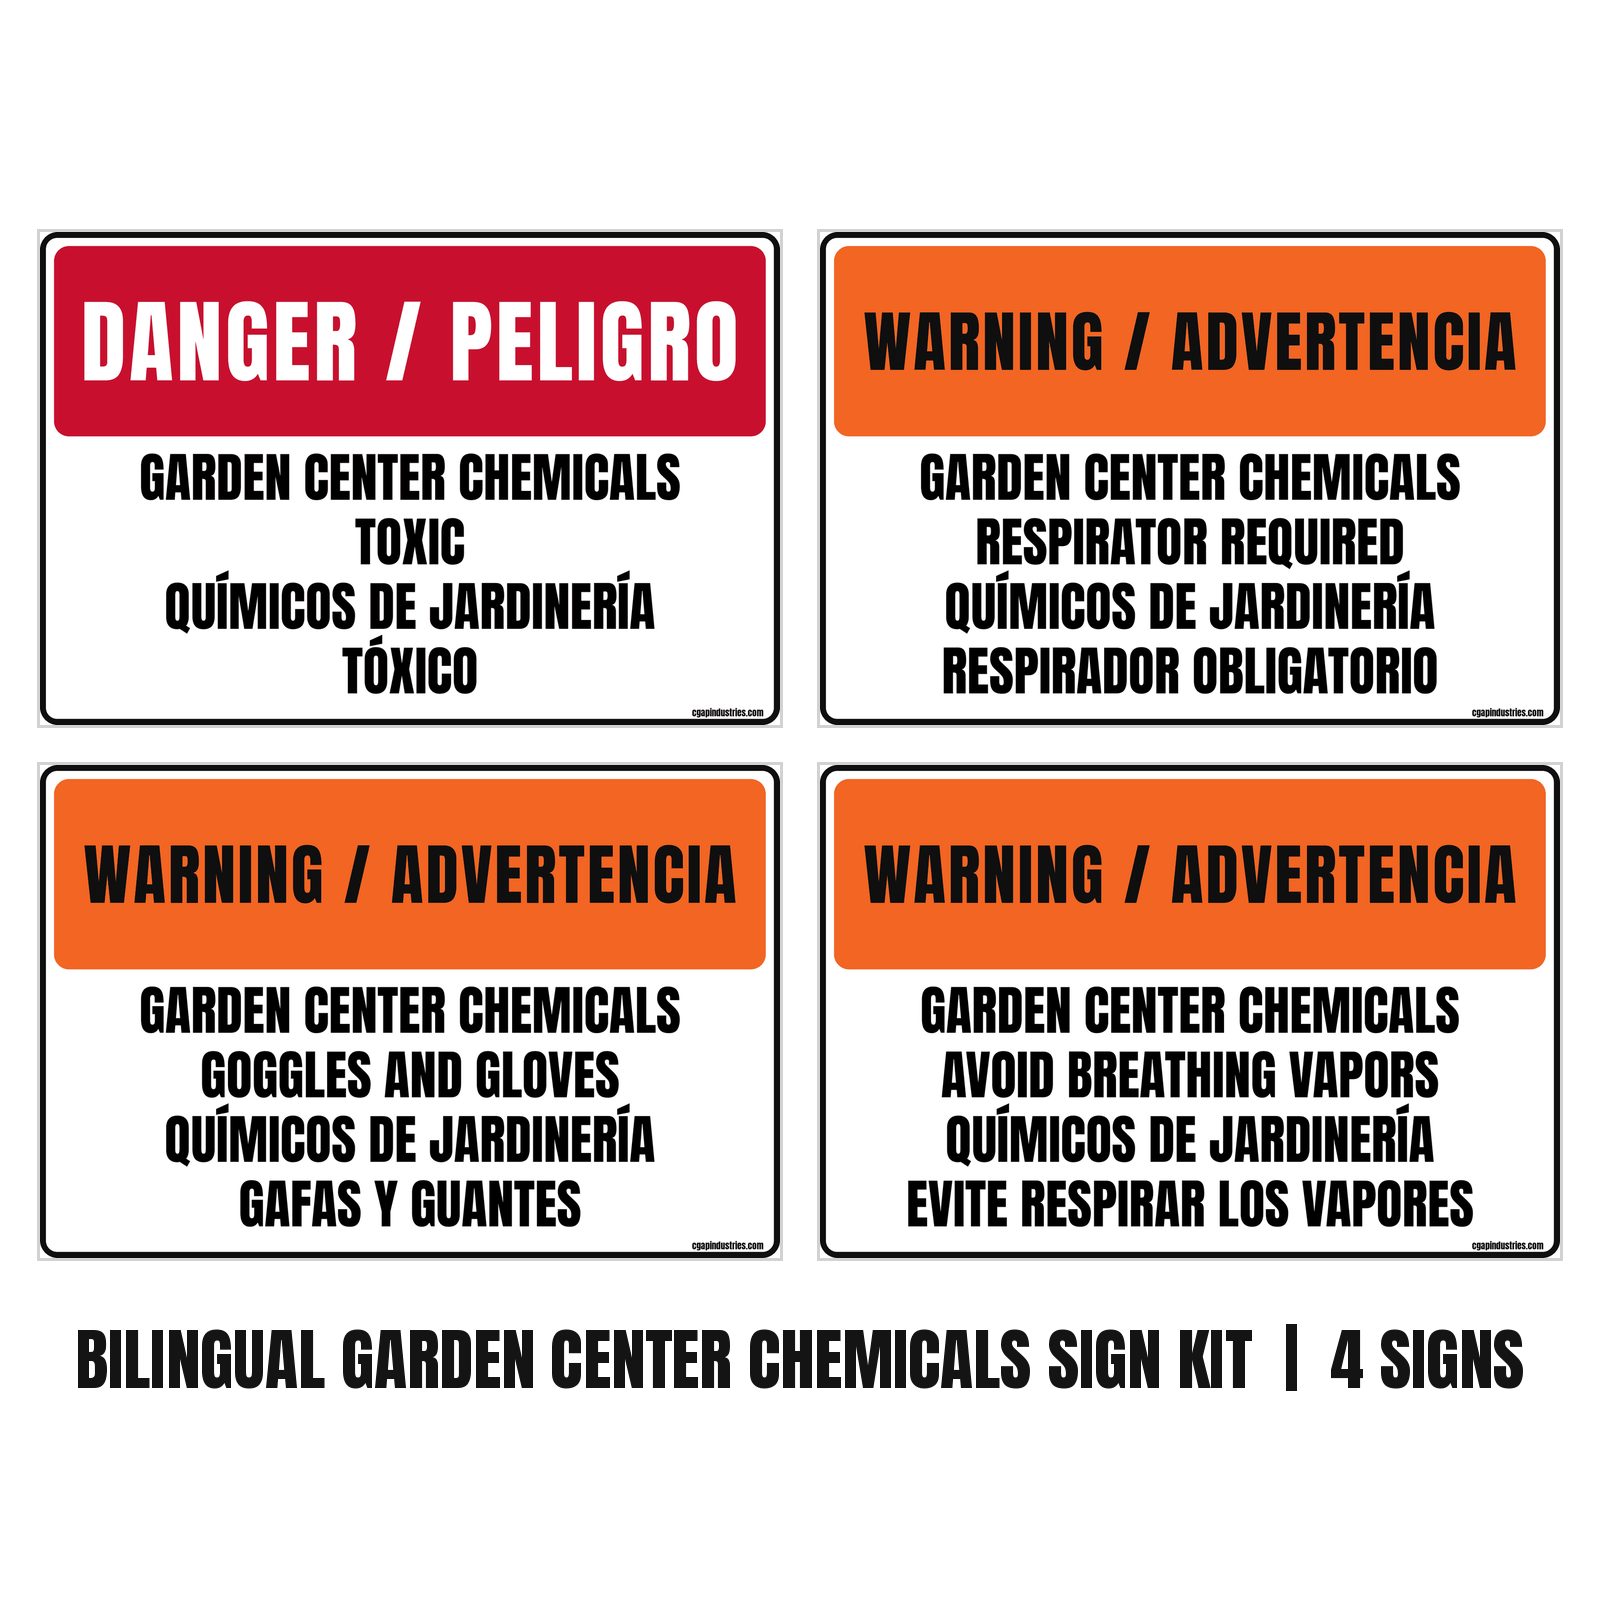 DANGER / PELIGRO
GARDEN CENTER CHEMICALS
TOXIC
QUÍMICOS DE JARDINERÍA
TÓXICO
cgapindustries.com
WARNING / ADVERTENCIA
GARDEN CENTER CHEMICALS
RESPIRATOR REQUIRED
QUÍMICOS DE JARDINERÍA
RESPIRADOR OBLIGATORIO
cgapindustries.com
WARNING / ADVERTENCIA
GARDEN CENTER CHEMICALS
GOGGLES AND GLOVES
QUÍMICOS DE JARDINERÍA
GAFAS Y GUANTES
cgapindustries.com
WARNING / ADVERTENCIA
GARDEN CENTER CHEMICALS
AVOID BREATHING VAPORS
QUÍMICOS DE JARDINERÍA
EVITE RESPIRAR LOS VAPORES
cgapindustries.com
BILINGUAL GARDEN CENTER CHEMICALS SIGN KIT | 4 SIGNS